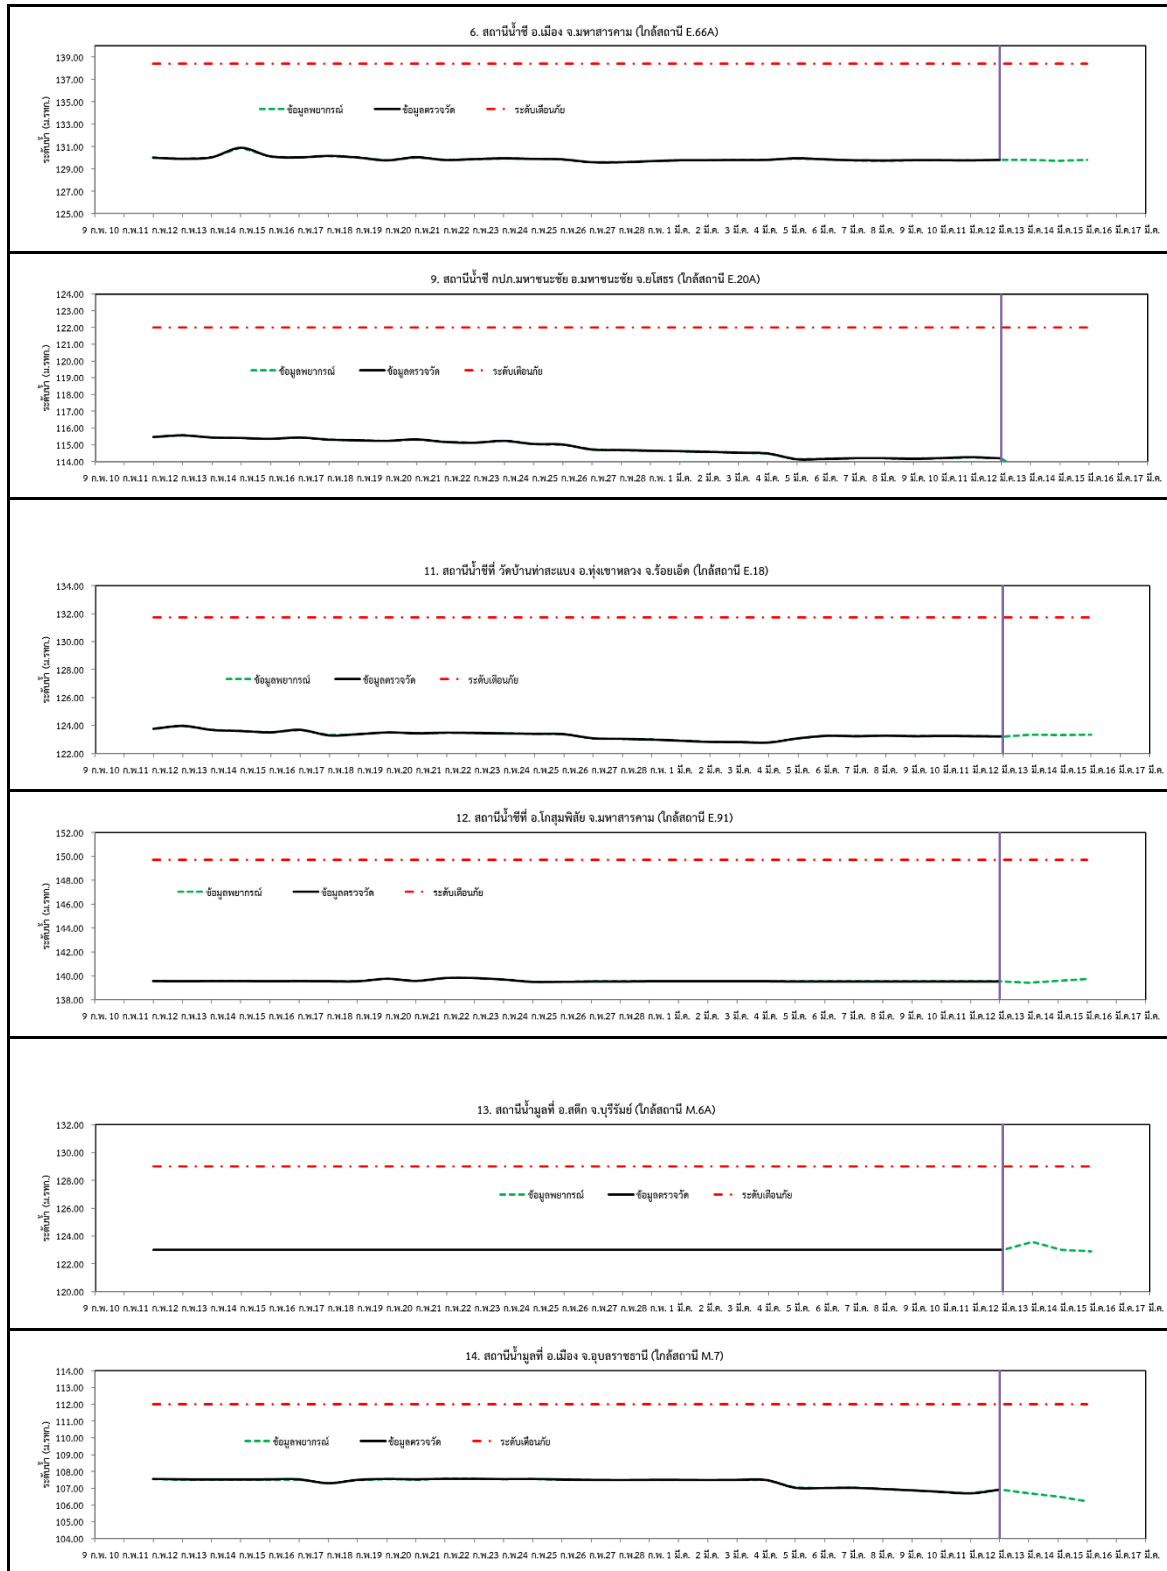 6. สถานีน้ำชี อ.เมือง จ.มหาสารคาม (ใกล้สถานี E.66A)
ระดับน้ำ (ม.รทก.)
139.00
137.00
135.00
133.00
131.00
129.00
127.00
125.00
ข้อมูลพยากรณ์ ข้อมูลตรวจวัด ระดับเตือนภัย
9 ก.พ. 10 ก.พ. 11 ก.พ. 12 ก.พ. 13 ก.พ. 14 ก.พ. 15 ก.พ. 16 ก.พ. 17 ก.พ. 18 ก.พ. 19 ก.พ. 20 ก.พ. 21 ก.พ. 22 ก.พ. 23 ก.พ. 24 ก.พ. 25 ก.พ. 26 ก.พ. 27 ก.พ. 28 ก.พ. 1 มี.ค. 2 มี.ค. 3 มี.ค. 4 มี.ค. 5 มี.ค. 6 มี.ค. 7 มี.ค. 8 มี.ค. 9 มี.ค. 10 มี.ค. 11 มี.ค. 12 มี.ค. 13 มี.ค. 14 มี.ค. 15 มี.ค. 16 มี.ค. 17 มี.ค.
9. สถานีน้ำชี กปภ.มหาชนะชัย อ.มหาชนะชัย จ.ยโสธร (ใกล้สถานี E.20A)
ระดับน้ำ (ม.รทก.)
124.00
123.00
122.00
121.00
120.00
119.00
118.00
117.00
116.00
115.00
114.00
ข้อมูลพยากรณ์ ข้อมูลตรวจวัด ระดับเตือนภัย
9 ก.พ. 10 ก.พ. 11 ก.พ. 12 ก.พ. 13 ก.พ. 14 ก.พ. 15 ก.พ. 16 ก.พ. 17 ก.พ. 18 ก.พ. 19 ก.พ. 20 ก.พ. 21 ก.พ. 22 ก.พ. 23 ก.พ. 24 ก.พ. 25 ก.พ. 26 ก.พ. 27 ก.พ. 28 ก.พ. 1 มี.ค. 2 มี.ค. 3 มี.ค. 4 มี.ค. 5 มี.ค. 6 มี.ค. 7 มี.ค. 8 มี.ค. 9 มี.ค. 10 มี.ค. 11 มี.ค. 12 มี.ค. 13 มี.ค. 14 มี.ค. 15 มี.ค. 16 มี.ค. 17 มี.ค.
11. สถานีน้ำชีที่ วัดบ้านท่าสะแบง อ.ทุ่งเขาหลวง จ.ร้อยเอ็ด (ใกล้สถานี E.18)
ระดับน้ำ (ม.รทก.)
134.00
132.00
130.00
128.00
126.00
124.00
122.00
ข้อมูลพยากรณ์ ข้อมูลตรวจวัด ระดับเตือนภัย
9 ก.พ. 10 ก.พ. 11 ก.พ. 12 ก.พ. 13 ก.พ. 14 ก.พ. 15 ก.พ. 16 ก.พ. 17 ก.พ. 18 ก.พ. 19 ก.พ. 20 ก.พ. 21 ก.พ. 22 ก.พ. 23 ก.พ. 24 ก.พ. 25 ก.พ. 26 ก.พ. 27 ก.พ. 28 ก.พ. 1 มี.ค. 2 มี.ค. 3 มี.ค. 4 มี.ค. 5 มี.ค. 6 มี.ค. 7 มี.ค. 8 มี.ค. 9 มี.ค. 10 มี.ค. 11 มี.ค. 12 มี.ค. 13 มี.ค. 14 มี.ค. 15 มี.ค. 16 มี.ค. 17 มี.ค.
12. สถานีน้ำชีที่ อ.โกสุมพิสัย จ.มหาสารคาม (ใกล้สถานี E.91)
ระดับน้ำ (ม.รทก.)
152.00
150.00
148.00
146.00
144.00
142.00
140.00
138.00
ข้อมูลพยากรณ์ ข้อมูลตรวจวัด ระดับเตือนภัย
9 ก.พ. 10 ก.พ. 11 ก.พ. 12 ก.พ. 13 ก.พ. 14 ก.พ. 15 ก.พ. 16 ก.พ. 17 ก.พ. 18 ก.พ. 19 ก.พ. 20 ก.พ. 21 ก.พ. 22 ก.พ. 23 ก.พ. 24 ก.พ. 25 ก.พ. 26 ก.พ. 27 ก.พ. 28 ก.พ. 1 มี.ค. 2 มี.ค. 3 มี.ค. 4 มี.ค. 5 มี.ค. 6 มี.ค. 7 มี.ค. 8 มี.ค. 9 มี.ค. 10 มี.ค. 11 มี.ค. 12 มี.ค. 13 มี.ค. 14 มี.ค. 15 มี.ค. 16 มี.ค. 17 มี.ค.
13. สถานีน้ำมูลที่ อ.สตึก จ.บุรีรัมย์ (ใกล้สถานี M.6A)
ระดับน้ำ (ม.รทก.)
132.00
130.00
128.00
126.00
124.00
122.00
120.00
ข้อมูลพยากรณ์ ข้อมูลตรวจวัด ระดับเตือนภัย
9 ก.พ. 10 ก.พ. 11 ก.พ. 12 ก.พ. 13 ก.พ. 14 ก.พ. 15 ก.พ. 16 ก.พ. 17 ก.พ. 18 ก.พ. 19 ก.พ. 20 ก.พ. 21 ก.พ. 22 ก.พ. 23 ก.พ. 24 ก.พ. 25 ก.พ. 26 ก.พ. 27 ก.พ. 28 ก.พ. 1 มี.ค. 2 มี.ค. 3 มี.ค. 4 มี.ค. 5 มี.ค. 6 มี.ค. 7 มี.ค. 8 มี.ค. 9 มี.ค. 10 มี.ค. 11 มี.ค. 12 มี.ค. 13 มี.ค. 14 มี.ค. 15 มี.ค. 16 มี.ค. 17 มี.ค.
14. สถานีน้ำมูลที่ อ.เมือง จ.อุบลราชธานี (ใกล้สถานี M.7)
ระดับน้ำ (ม.รทก.)
114.00
113.00
112.00
111.00
110.00
109.00
108.00
107.00
106.00
105.00
104.00
ข้อมูลพยากรณ์ ข้อมูลตรวจวัด ระดับเตือนภัย
9 ก.พ. 10 ก.พ. 11 ก.พ. 12 ก.พ. 13 ก.พ. 14 ก.พ. 15 ก.พ. 16 ก.พ. 17 ก.พ. 18 ก.พ. 19 ก.พ. 20 ก.พ. 21 ก.พ. 22 ก.พ. 23 ก.พ. 24 ก.พ. 25 ก.พ. 26 ก.พ. 27 ก.พ. 28 ก.พ. 1 มี.ค. 2 มี.ค. 3 มี.ค. 4 มี.ค. 5 มี.ค. 6 มี.ค. 7 มี.ค. 8 มี.ค. 9 มี.ค. 10 มี.ค. 11 มี.ค. 12 มี.ค. 13 มี.ค. 14 มี.ค. 15 มี.ค. 16 มี.ค. 17 มี.ค.